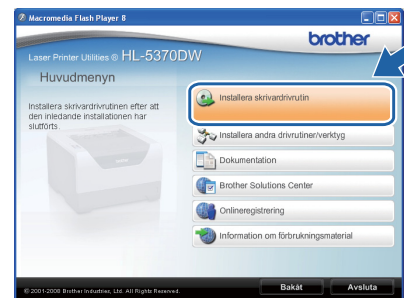 Macromedia Flash Player 8
brother
Laser Printer Utilities ® HL-5370DW
Huvudmenyn
Installera skrivardrivrutinen efter att
den inledande installationen har
slutförts.
Installera skrivardrivrutin
Installera andra drivrutiner/verktyg
Dokumentation
Brother Solutions Center
Onlineregistrering
Information om förbrukningsmaterial
© 2001-2008 Brother Industries, Ltd. All Rights Reserved.
Bakåt
Avsluta